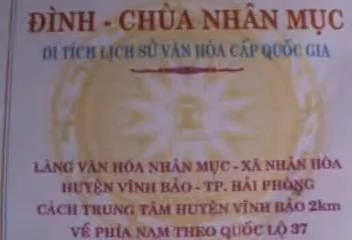 ĐÌNH - CHÙA NHÂN MỤC
DI TÍCH LỊCH SỬ VĂN HÓA CẤP QUỐC GIA
LÀNG VĂN HÓA NHÂN MỤC - XÃ NHÂN HÒA
HUYỆN VĨNH BẢO - TP. HẢI PHÒNG
CÁCH TRUNG TÂM HUYỆN VĨNH BẢO 2km
VỀ PHÍA NAM THEO QUỐC LỘ 37